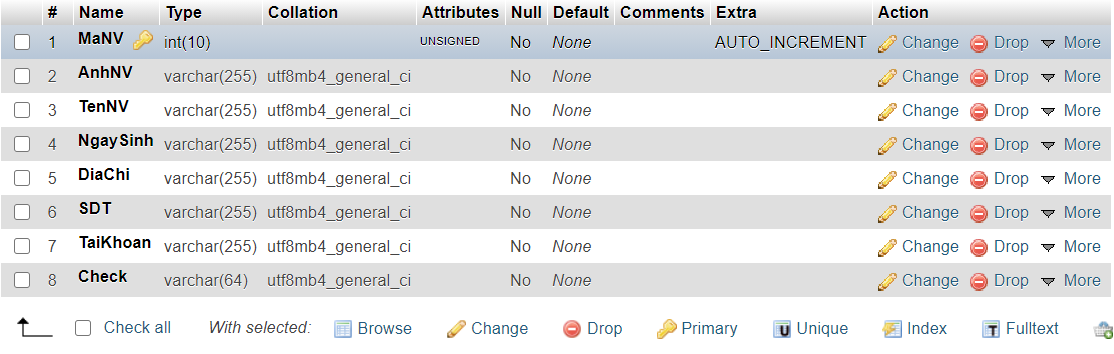 # Name Type Collation Attributes Null Default Comments Extra Action
1 MaNV int(10) UNSIGNED No None AUTO_INCREMENT Change Drop More
2 AnhNV varchar(255) utf8mb4_general_ci No None Change Drop More
3 TenNV varchar(255) utf8mb4_general_ci No None Change Drop More
4 NgaySinh varchar(255) utf8mb4_general_ci No None Change Drop More
5 DiaChi varchar(255) utf8mb4_general_ci No None Change Drop More
6 SDT varchar(255) utf8mb4_general_ci No None Change Drop More
7 TaiKhoan varchar(255) utf8mb4_general_ci No None Change Drop More
8 Check varchar(64) utf8mb4_general_ci No None Change Drop More
Check all With selected: Browse Change Drop Primary U Unique Index T Fulltext